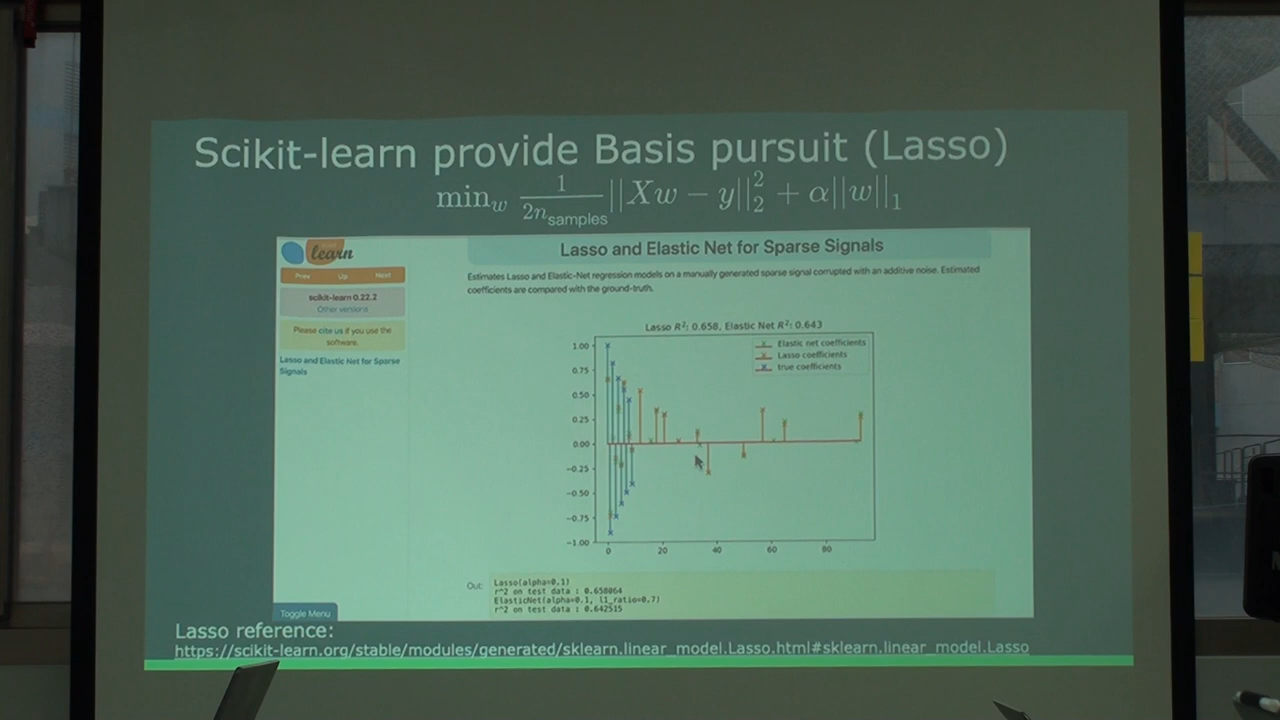 Scikit-learn provide Basis pursuit (Lasso)
min_w 1/2n_samples ||Xw − y||_2^2 + α||w||_1
learn
Prev Up Next
scikit-learn 0.22.2
Other versions
Please cite us if you use the
software.
Lasso and Elastic Net for Sparse
Signals
Toggle Menu
Lasso and Elastic Net for Sparse Signals
Estimates Lasso and Elastic-Net regression models on a manually generated sparse signal corrupted with an additive noise. Estimated
coefficients are compared with the ground-truth.
Lasso R²: 0.658, Elastic Net R²: 0.643
Elastic net coefficients
Lasso coefficients
true coefficients
1.00
0.75
0.50
0.25
0.00
−0.25
−0.50
−0.75
−1.00
0 20 40 60 80
Out:
Lasso(alpha=0.1)
r^2 on test data : 0.658064
ElasticNet(alpha=0.1, l1_ratio=0.7)
r^2 on test data : 0.642515
Lasso reference:
https://scikit-learn.org/stable/modules/generated/sklearn.linear_model.Lasso.html#sklearn.linear_model.Lasso